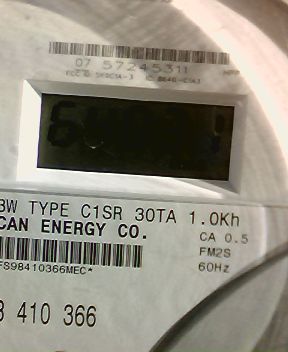 07 57245311
3W TYPE C1SR 30TA 1.0Kh
CAN ENERGY CO.
CA 0.5
FM2S
60Hz
FS98410366MEC*
8 410 366